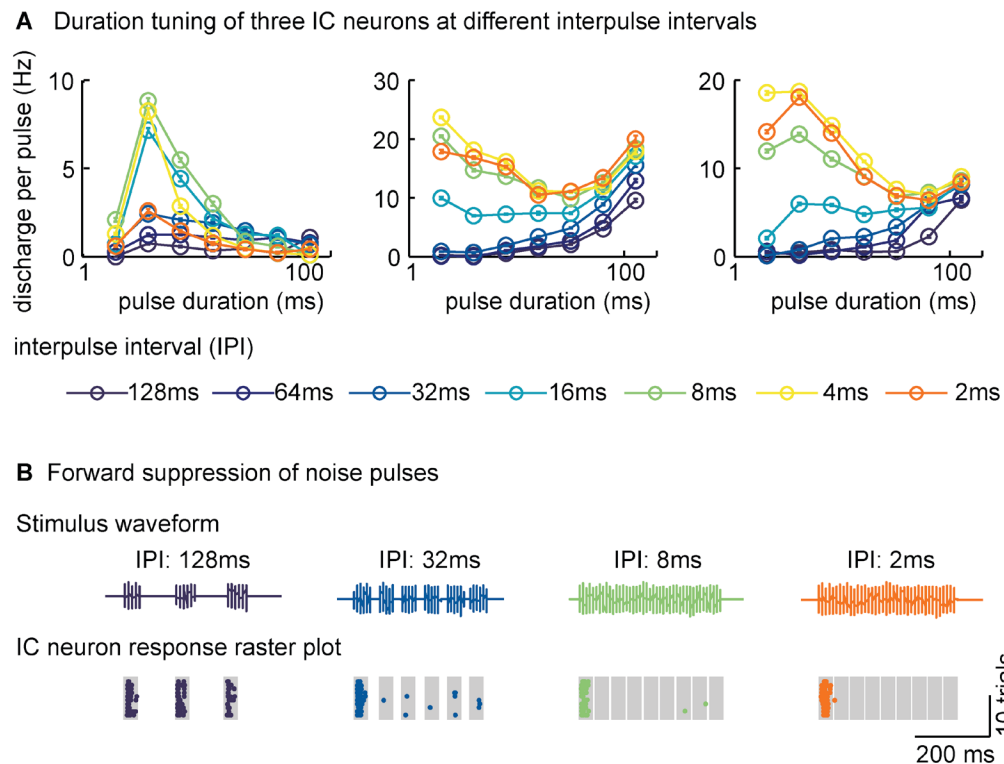 A Duration tuning of three IC neurons at different interpulse intervals
discharge per pulse (Hz)
10
5
0
1
100
pulse duration (ms)
30
20
10
0
1
100
pulse duration (ms)
20
10
0
1
100
pulse duration (ms)
interpulse interval (IPI)
128ms 64ms 32ms 16ms 8ms 4ms 2ms
B Forward suppression of noise pulses
Stimulus waveform
IPI: 128ms IPI: 32ms IPI: 8ms IPI: 2ms
IC neuron response raster plot
10 trials
200 ms